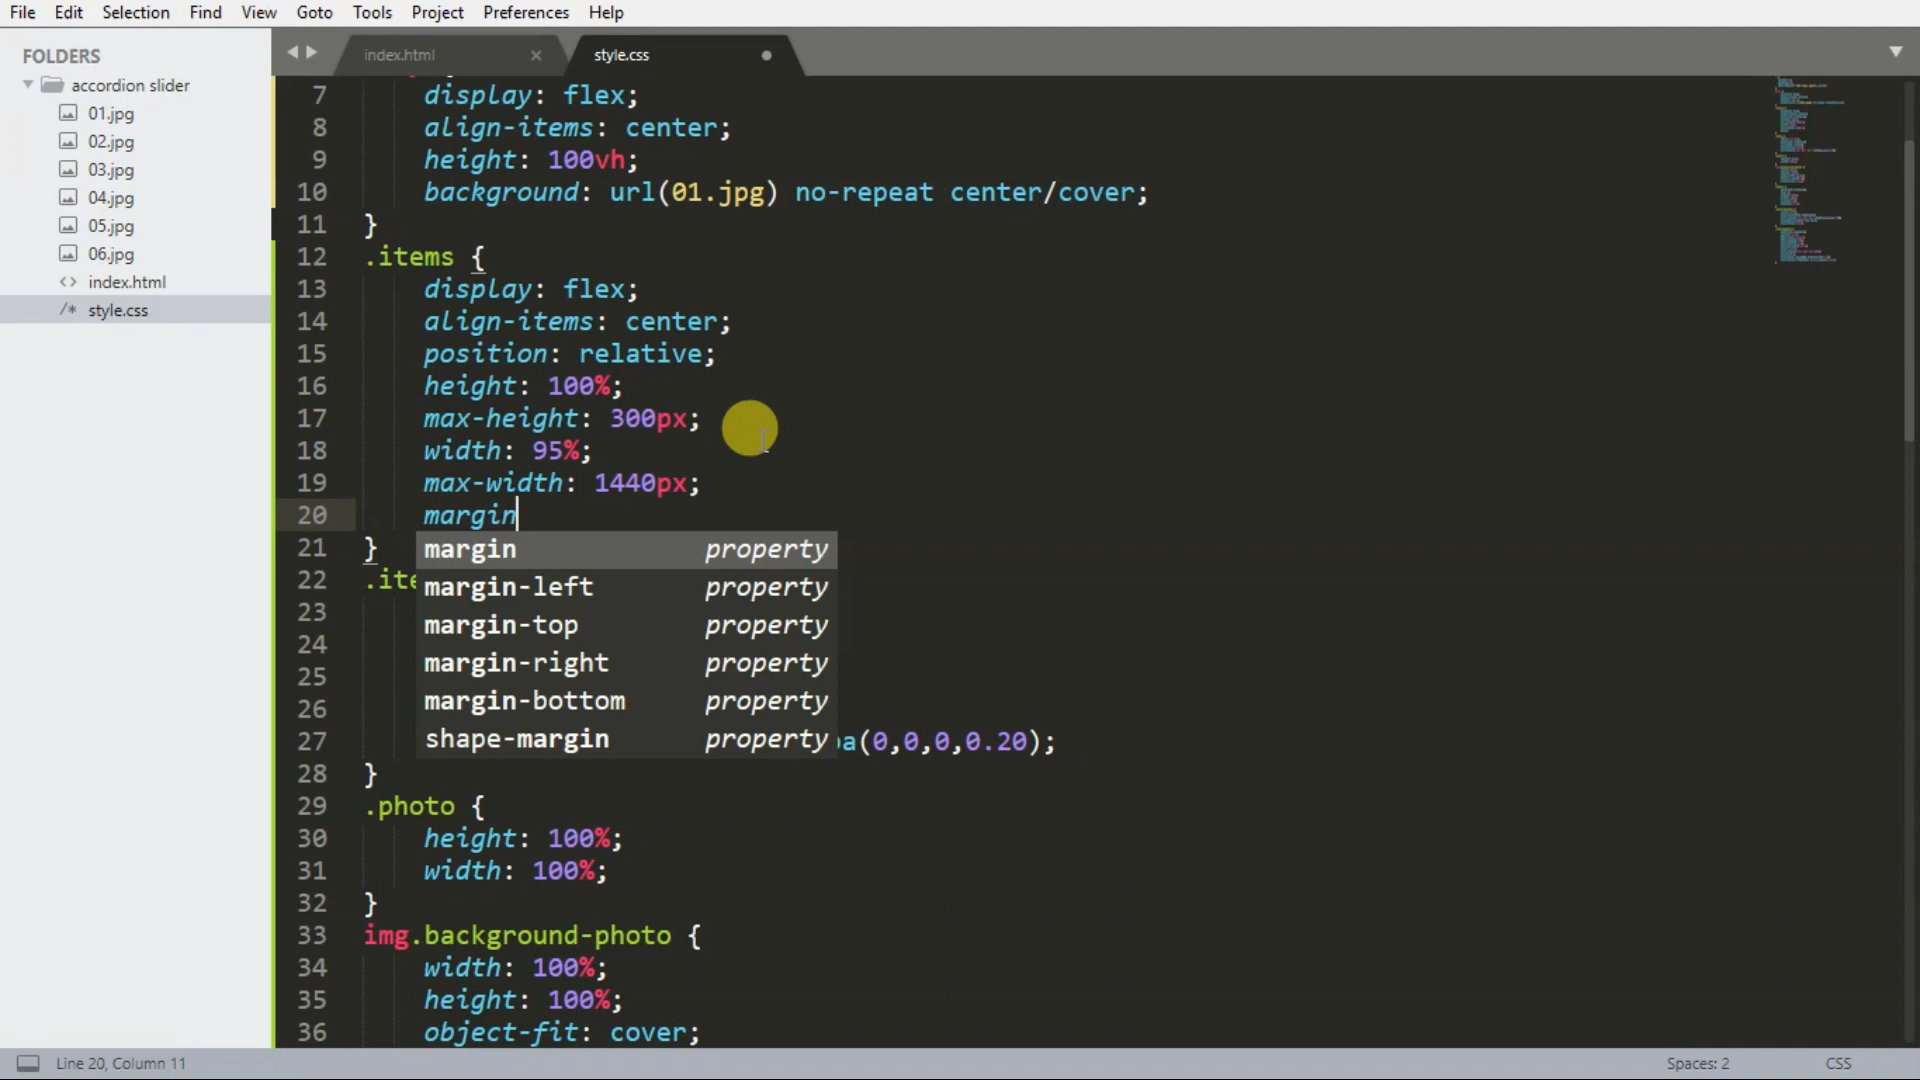 File Edit Selection Find View Goto Tools Project Preferences Help
FOLDERS
accordion slider
01.jpg
02.jpg
03.jpg
04.jpg
05.jpg
06.jpg
<> index.html
/* style.css
index.html ×
style.css
7 display: flex;
8 align-items: center;
9 height: 100vh;
10 background: url(01.jpg) no-repeat center/cover;
11 }
12 .items {
13 display: flex;
14 align-items: center;
15 position: relative;
16 height: 100%;
17 max-height: 300px;
18 width: 95%;
19 max-width: 1440px;
20 margin
21 }
22 .ite
23
24
25
26
27 a(0,0,0,0.20);
28 }
29 .photo {
30 height: 100%;
31 width: 100%;
32 }
33 img.background-photo {
34 width: 100%;
35 height: 100%;
36 object-fit: cover;
margin property
margin-left property
margin-top property
margin-right property
margin-bottom property
shape-margin property
Line 20, Column 11
Spaces: 2
CSS